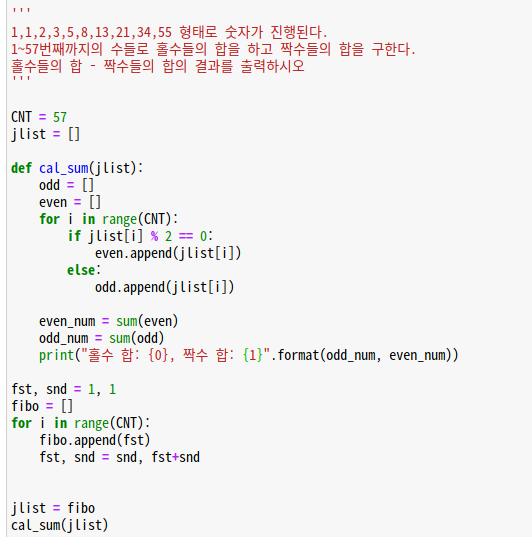 '''
1,1,2,3,5,8,13,21,34,55 형태로 숫자가 진행된다.
1~57번째까지의 수들로 홀수들의 합을 하고 짝수들의 합을 구한다.
홀수들의 합 - 짝수들의 합의 결과를 출력하시오
'''
CNT = 57
jlist = []
def cal_sum(jlist):
    odd = []
    even = []
    for i in range(CNT):
        if jlist[i] % 2 == 0:
            even.append(jlist[i])
        else:
            odd.append(jlist[i])
    even_num = sum(even)
    odd_num = sum(odd)
    print("홀수 합: {0}, 짝수 합: {1}".format(odd_num, even_num))
fst, snd = 1, 1
fibo = []
for i in range(CNT):
    fibo.append(fst)
    fst, snd = snd, fst+snd
jlist = fibo
cal_sum(jlist)